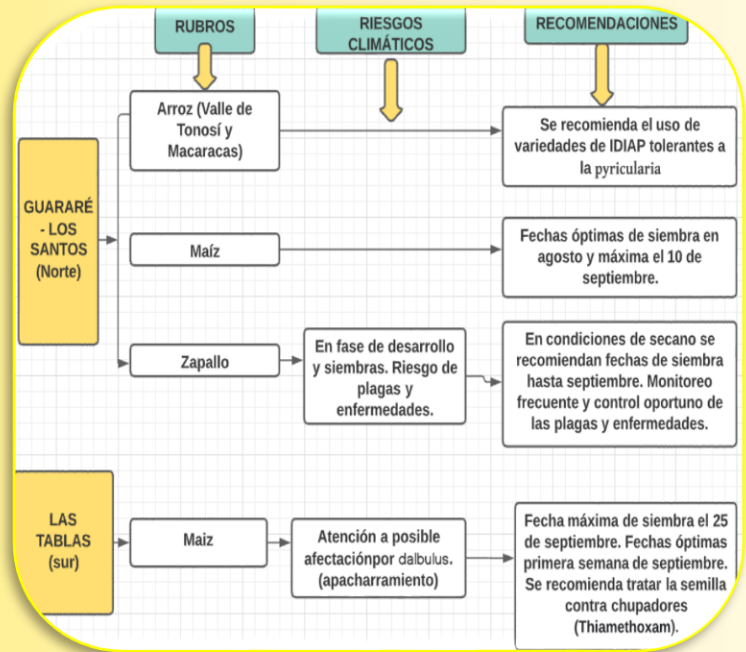 RUBROS
RIESGOS
CLIMÁTICOS
RECOMENDACIONES
GUARARÉ
- LOS
SANTOS
(Norte)
Arroz (Valle de
Tonosí y
Macaracas)
Se recomienda el uso de
variedades de IDIAP tolerantes a
la pyricularia
Maíz
Fechas óptimas de siembra en
agosto y máxima el 10 de
septiembre.
Zapallo
En fase de desarrollo
y siembras. Riesgo de
plagas y
enfermedades.
En condiciones de secano se
recomiendan fechas de siembra
hasta septiembre. Monitoreo
frecuente y control oportuno de
las plagas y enfermedades.
LAS
TABLAS
(sur)
Maiz
Atención a posible
afectaciónpor dalbulus.
(apacharramiento)
Fecha máxima de siembra el 25
de septiembre. Fechas óptimas
primera semana de septiembre.
Se recomienda tratar la semilla
contra chupadores
(Thiamethoxam).